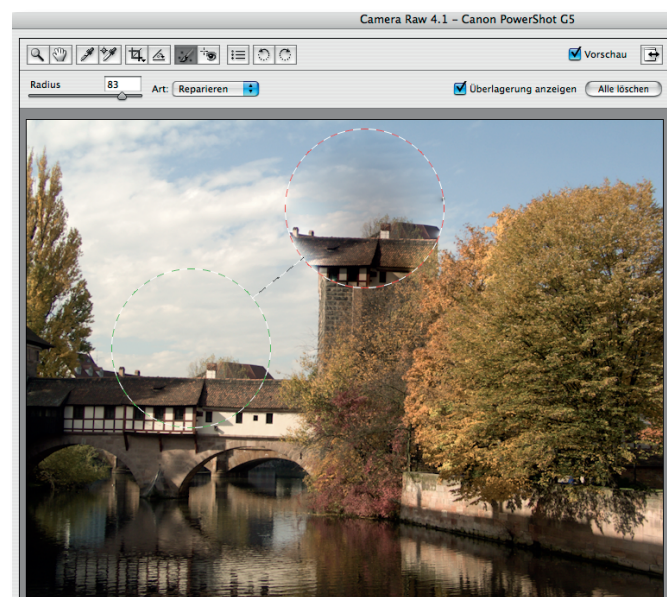 Camera Raw 4.1 – Canon PowerShot G5
Vorschau
Radius 83 Art: Reparieren Überlagerung anzeigen Alle löschen